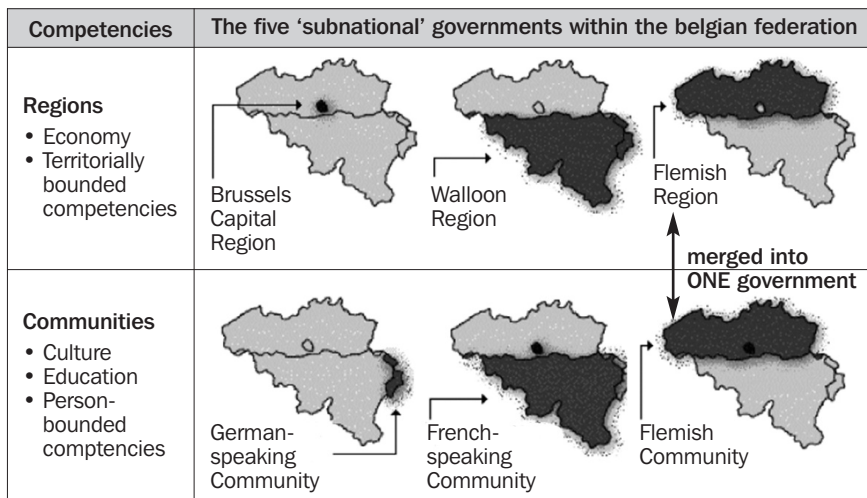 Competencies
The five ‘subnational’ governments within the belgian federation
Regions
• Economy
• Territorially
bounded
competencies
Brussels
Capital
Region
Walloon
Region
Flemish
Region
merged into
ONE government
Communities
• Culture
• Education
• Person-
bounded
comptencies
German-
speaking
Community
French-
speaking
Community
Flemish
Community